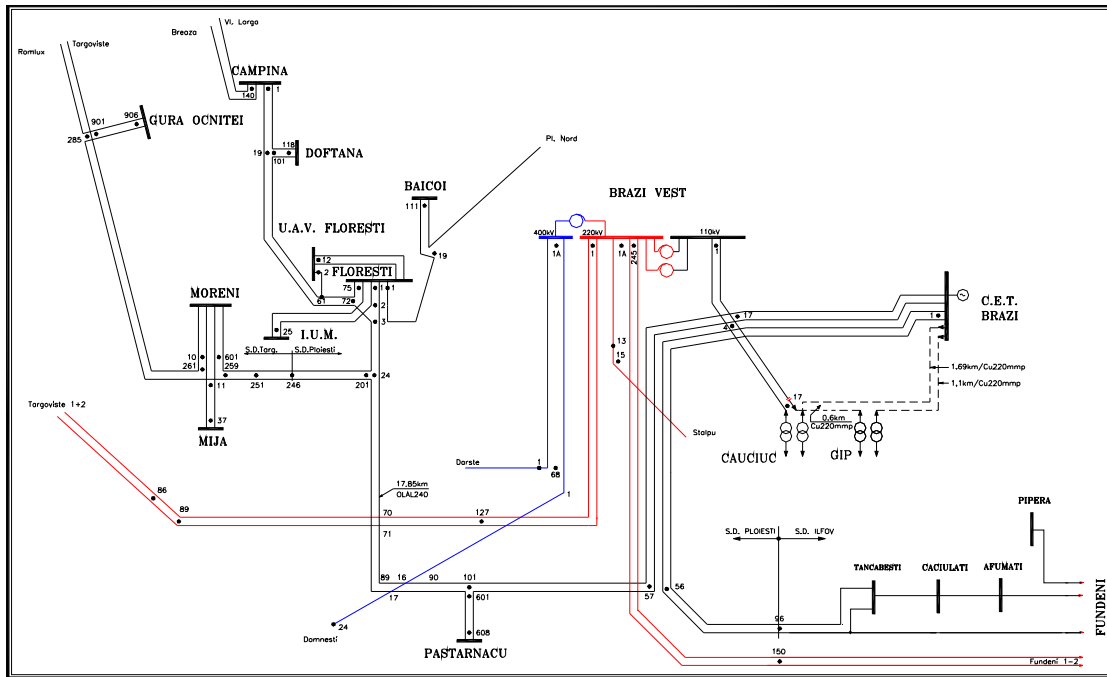 Vl. Larga
Breaza
Targoviste
Romlux
CAMPINA
1
140
906
901
GURA OCNITEI
285
118
19
DOFTANA
101
Pl. Nord
BAICOI
111
BRAZI VEST
U.A.V. FLORESTI
400kV
220kV
110kV
1A
1
1A
245
1
19
12
2
FLORESTI
75
1
1
61
72
2
3
C.E.T.
BRAZI
1
17
4
MORENI
25
I.U.M.
S.D.Targ.
S.D.Ploiesti
10
601
261
259
11
251
246
201
24
13
15
1,69km/Cu220mmp
1,1km/Cu220mmp
17
0,6km
Cu220mmp
Targoviste 1+2
37
MIJA
Stalpu
CAUCIUC
GIP
Darste
1
68
1
17,85km
OLAL240
86
89
70
127
71
PIPERA
S.D. PLOIESTI
S.D. ILFOV
TANCABESTI
CACIULATI
AFUMATI
89
16
90
101
601
17
57
56
96
FUNDENI
24
Domnesti
608
PASTARNACU
150
Fundeni 1-2